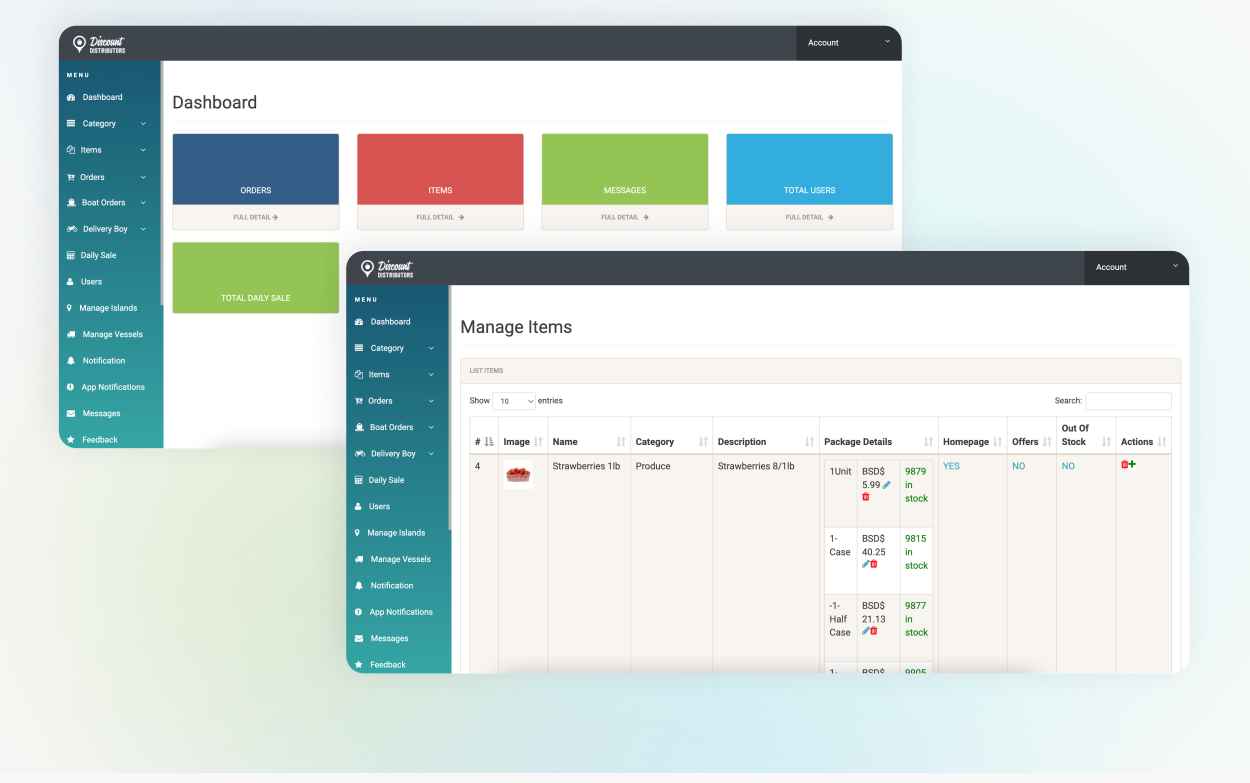 Discount
DISTRIBUTORS
Account
MENU
Dashboard
Category
Items
Orders
Boat Orders
Delivery Boy
Daily Sale
Users
Manage Islands
Manage Vessels
Notification
App Notifications
Messages
Feedback
Dashboard
ORDERS
FULL DETAIL
ITEMS
FULL DETAIL
MESSAGES
FULL DETAIL
TOTAL USERS
FULL DETAIL
TOTAL DAILY SALE
Discount
DISTRIBUTORS
Account
MENU
Dashboard
Category
Items
Orders
Boat Orders
Delivery Boy
Daily Sale
Users
Manage Islands
Manage Vessels
Notification
App Notifications
Messages
Feedback
Manage Items
LIST ITEMS
Show 10 entries
Search:
# Image Name Category Description Package Details Homepage Offers Out Of Stock Actions
4 Strawberries 1lb Produce Strawberries 8/1lb
1Unit BSD$ 5.99 9879 in stock
YES NO NO
1-Case BSD$ 40.25 9815 in stock
-1-Half Case BSD$ 21.13 9877 in stock
1- BSD$ 9905